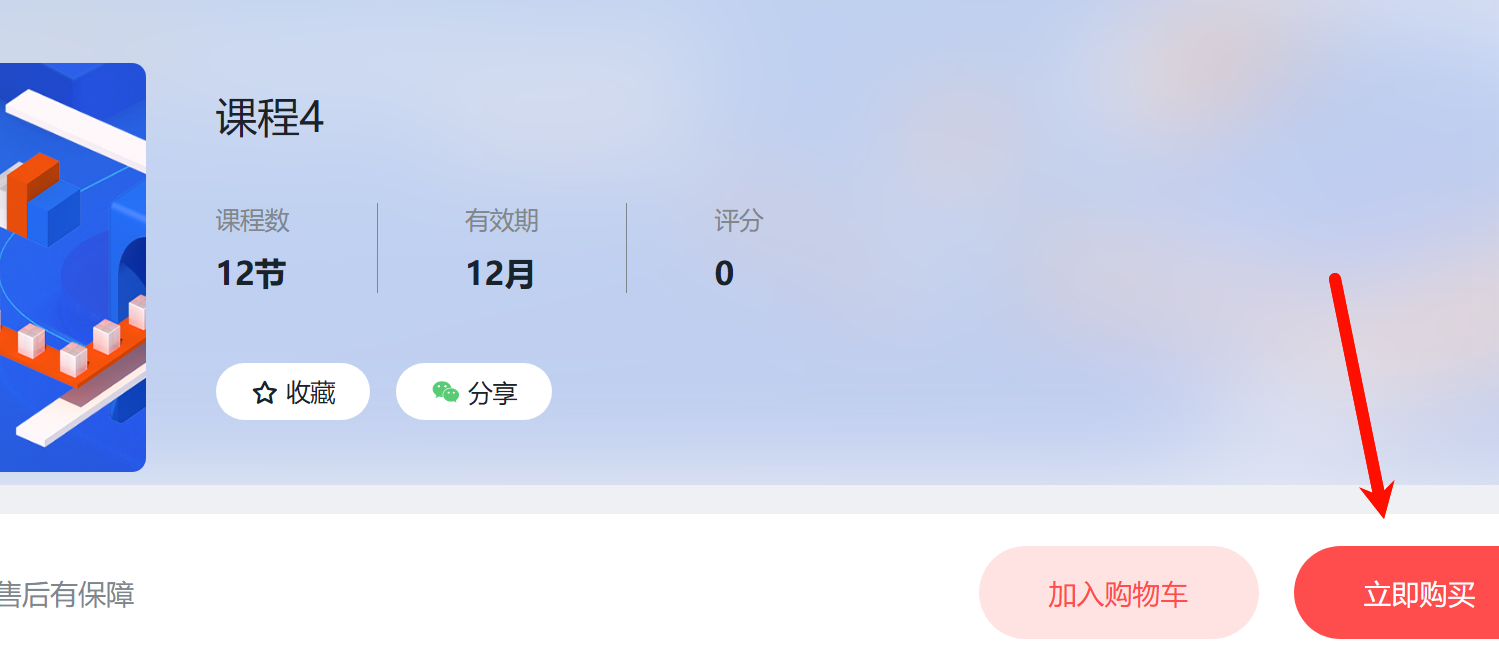 课程4
课程数 有效期 评分
12节 12月 0
收藏 分享
售后有保障 加入购物车 立即购买